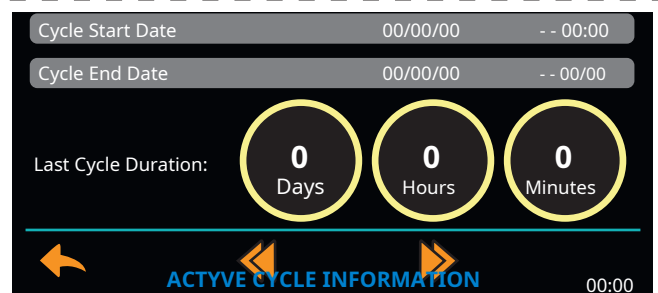 Cycle Start Date 00/00/00 - - 00:00
Cycle End Date 00/00/00 - - 00/00
Last Cycle Duration: 0 Days 0 Hours 0 Minutes
ACTYVE CYCLE INFORMATION 00:00